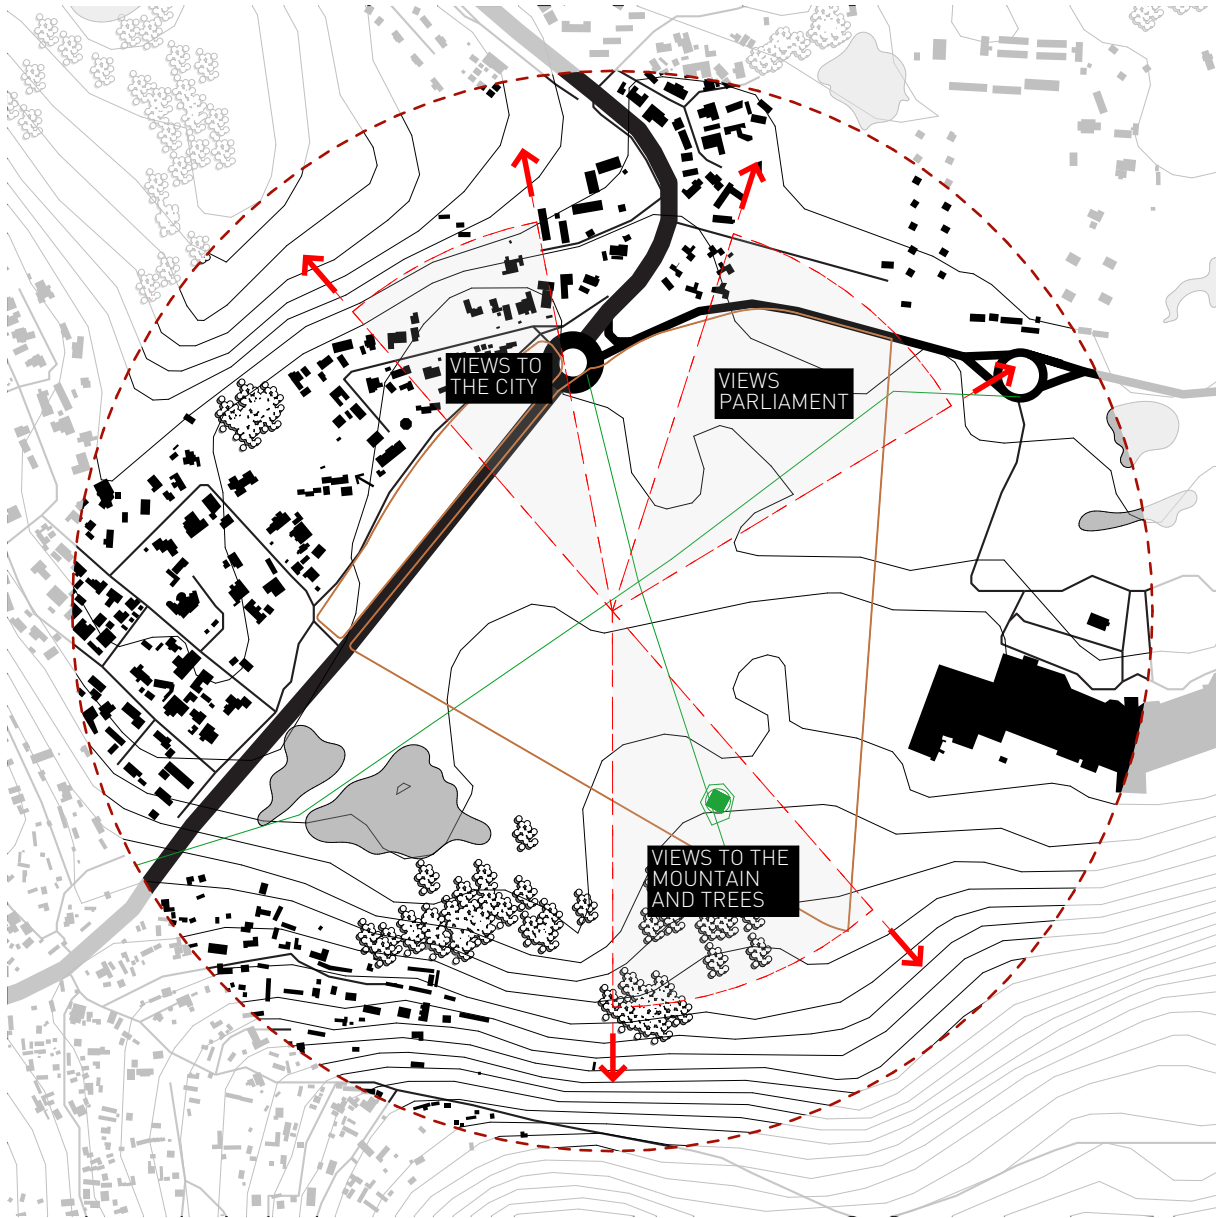 VIEWS TO
THE CITY
VIEWS
PARLIAMENT
VIEWS TO THE
MOUNTAIN
AND TREES